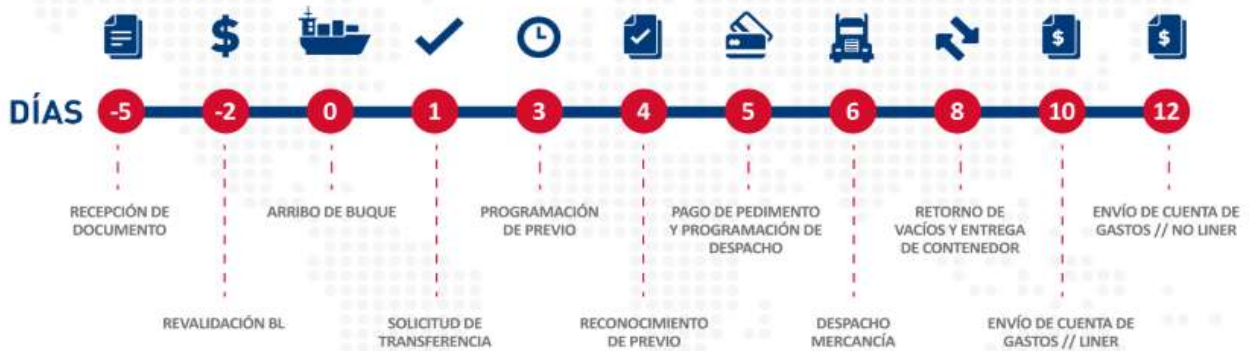 $
$
$
DÍAS -5 -2 0 1 3 4 5 6 8 10 12
RECEPCIÓN DE
DOCUMENTO
ARRIBO DE BUQUE
PROGRAMACIÓN
DE PREVIO
PAGO DE PEDIMENTO
Y PROGRAMACIÓN DE
DESPACHO
RETORNO DE
VACÍOS Y ENTREGA
DE CONTENEDOR
ENVÍO DE CUENTA DE
GASTOS // NO LINER
REVALIDACIÓN BL
SOLICITUD DE
TRANSFERENCIA
RECONOCIMIENTO
DE PREVIO
DESPACHO
MERCANCÍA
ENVÍO DE CUENTA DE
GASTOS // LINER